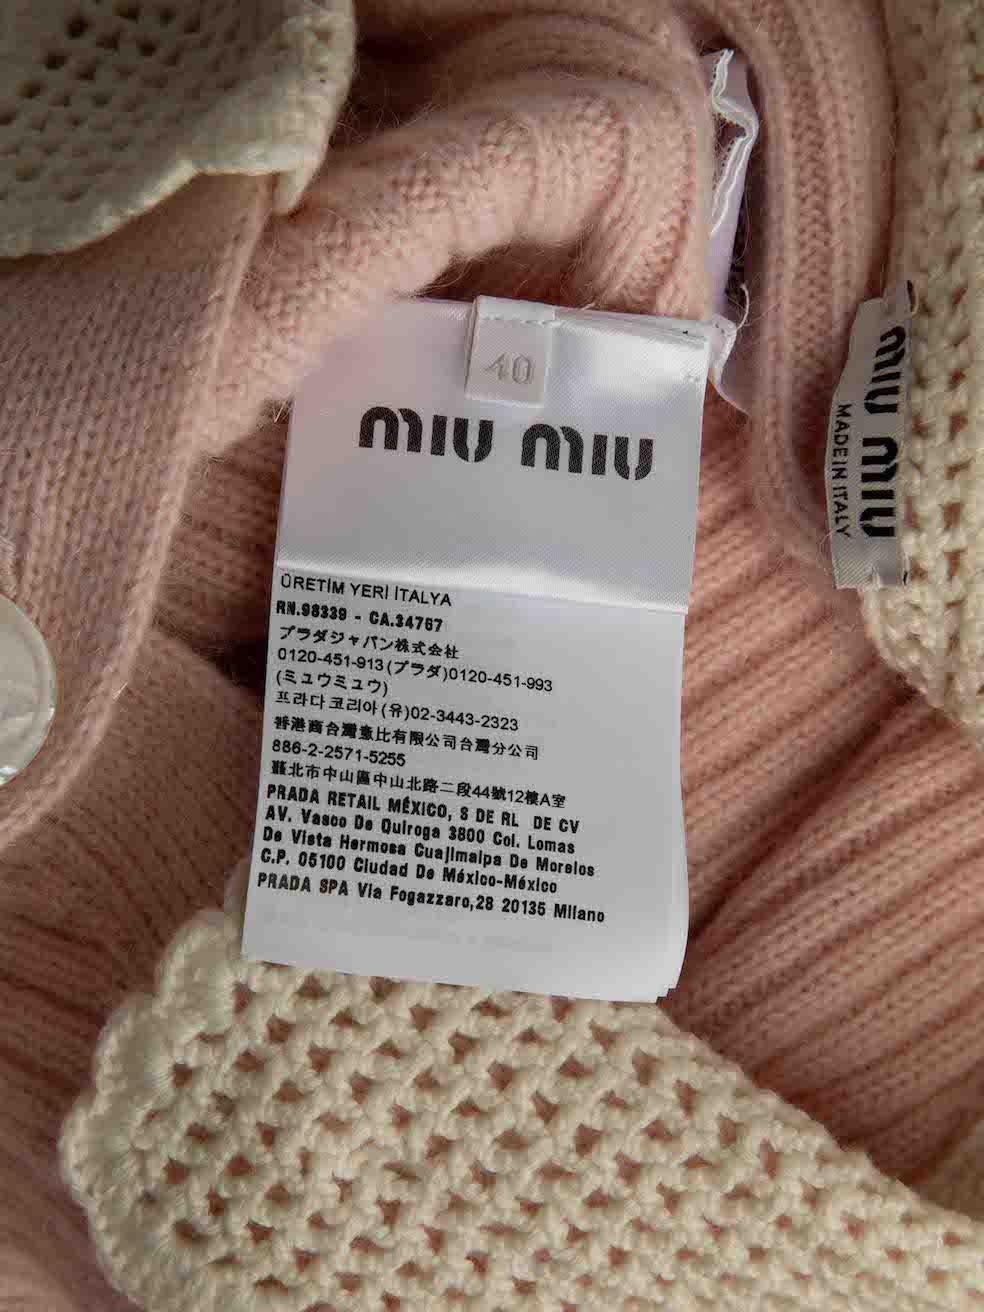 40
MIU MIU
ÜRETİM YERİ İTALYA
RN.98339 - CA.34767
プラダジャパン株式会社
0120-451-913(プラダ)0120-451-993
(ミュウミュウ)
프라다코리아(유)02-3443-2323
香港商台灣意比有限公司台灣分公司
886-2-2571-5255
臺北市中山區中山北路二段44號12樓A室
PRADA RETAIL MÉXICO, S DE RL DE CV
AV. Vasco De Quiroga 3800 Col. Lomas
De Vista Hermosa Cuajimalpa De Morelos
C.P. 05100 Ciudad De México-México
PRADA SPA Via Fogazzaro,28 20135 Milano
MIU MIU
MADE IN ITALY